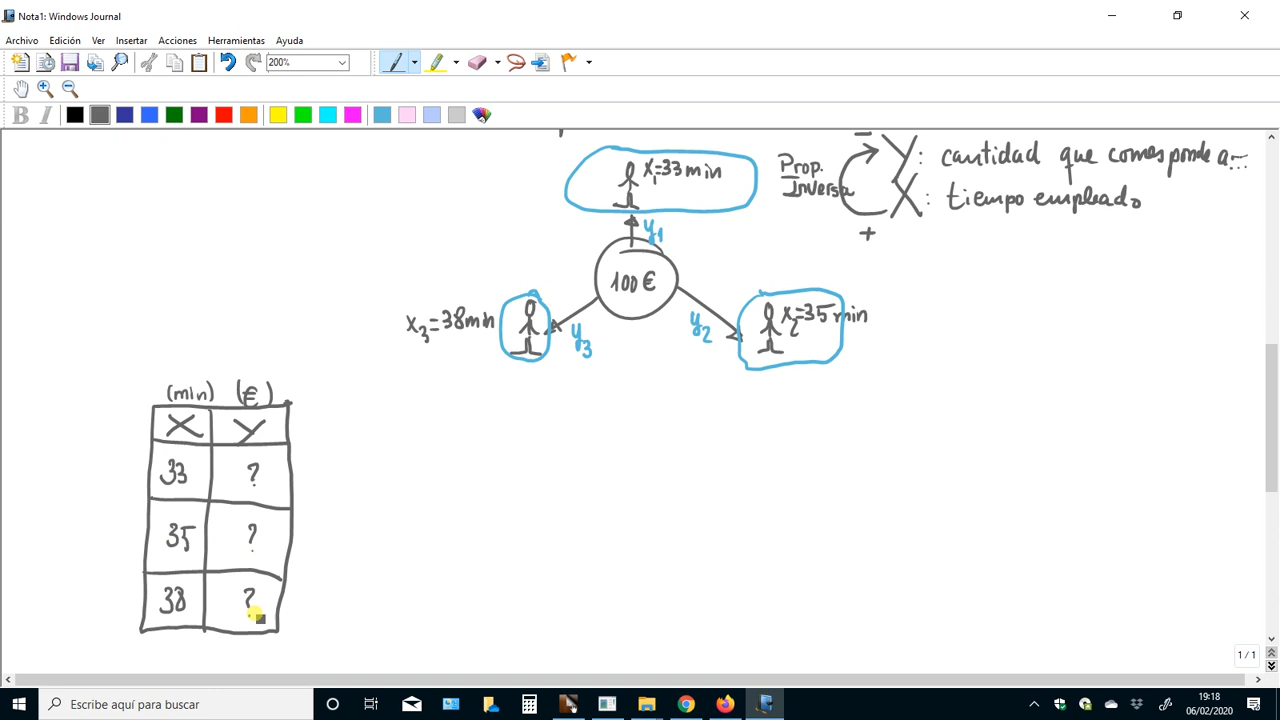 Nota1: Windows Journal
Archivo Edición Ver Insertar Acciones Herramientas Ayuda
200%
B I
x₁=33 min
Prop.
Inversa
−
Y: cantidad que corresponde a...
X: tiempo empleado
+
y₁
100€
x₃=38min
y₃
y₂
x₂=35 min
(min) (€)
X Y
33 ?
35 ?
38 ?
1 / 1
Escribe aquí para buscar
19:18
06/02/2020